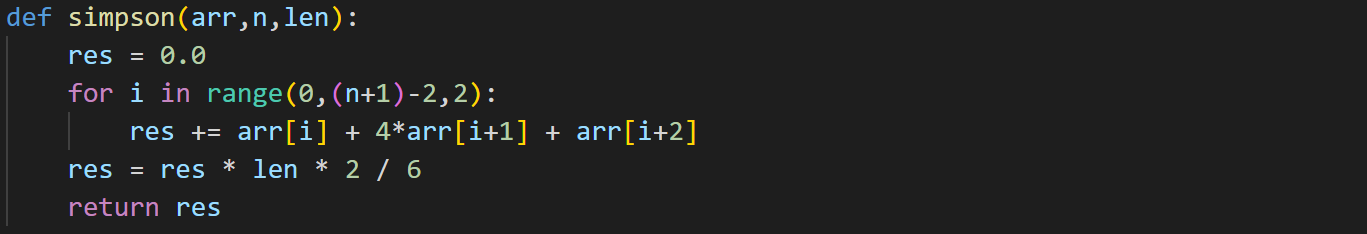 def simpson(arr,n,len):
    res = 0.0
    for i in range(0,(n+1)-2,2):
        res += arr[i] + 4*arr[i+1] + arr[i+2]
    res = res * len * 2 / 6
    return res